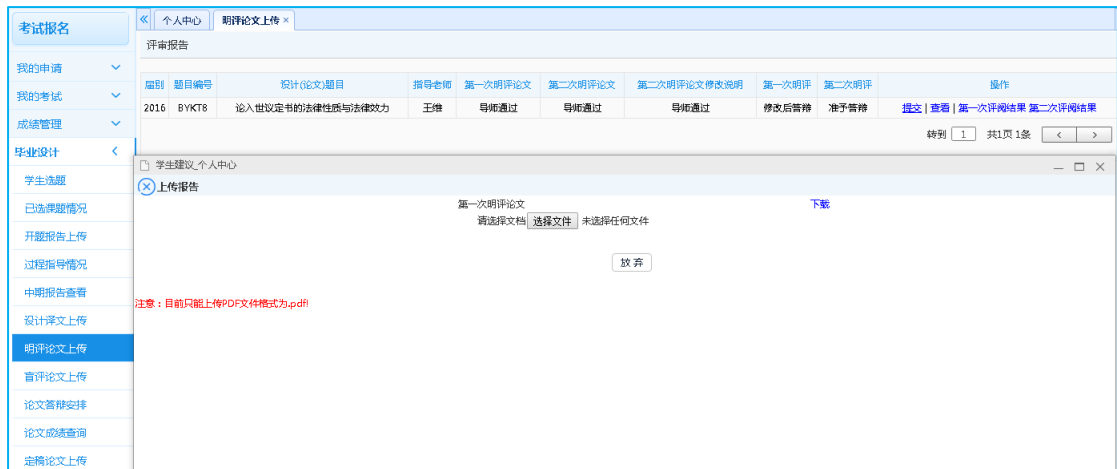 考试报名
我的申请
我的考试
成绩管理
毕业设计
学生选题
已选课题情况
开题报告上传
过程指导情况
中期报告查看
设计译文上传
明评论文上传
盲评论文上传
论文答辩安排
论文成绩查询
定稿论文上传
个人中心 明评论文上传 ×
评审报告
届别 题目编号 设计(论文)题目 指导老师 第一次明评论文 第二次明评论文 第二次明评论文修改说明 第一次明评 第二次明评 操作
2016 BYKT8 论入世议定书的法律性质与法律效力 王维 导师通过 导师通过 导师通过 修改后答辩 准予答辩 提交 | 查看 | 第一次评阅结果 第二次评阅结果
转到 1 共1页 1条 < >
学生建议_个人中心
上传报告
第一次明评论文 下载
请选择文档 选择文件 未选择任何文件
放 弃
注意：目前只能上传PDF文件格式为.pdf!